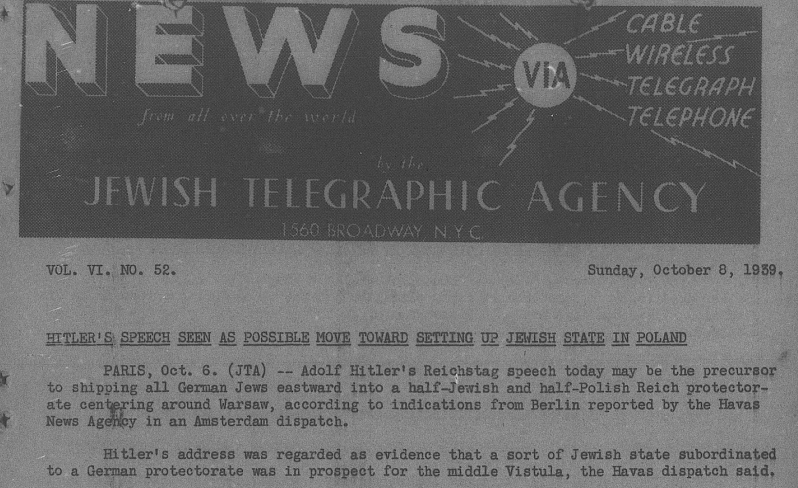 NEWS
from all over the world
VIA
CABLE
WIRELESS
TELEGRAPH
TELEPHONE
by the
JEWISH TELEGRAPHIC AGENCY
1560 BROADWAY N.Y.C.
VOL. VI. NO. 52.
Sunday, October 8, 1939.
HITLER'S SPEECH SEEN AS POSSIBLE MOVE TOWARD SETTING UP JEWISH STATE IN POLAND
PARIS, Oct. 6. (JTA) -- Adolf Hitler's Reichstag speech today may be the precursor
to shipping all German Jews eastward into a half-Jewish and half-Polish Reich protector-
ate centering around Warsaw, according to indications from Berlin reported by the Havas
News Agency in an Amsterdam dispatch.
Hitler's address was regarded as evidence that a sort of Jewish state subordinated
to a German protectorate was in prospect for the middle Vistula, the Havas dispatch said.